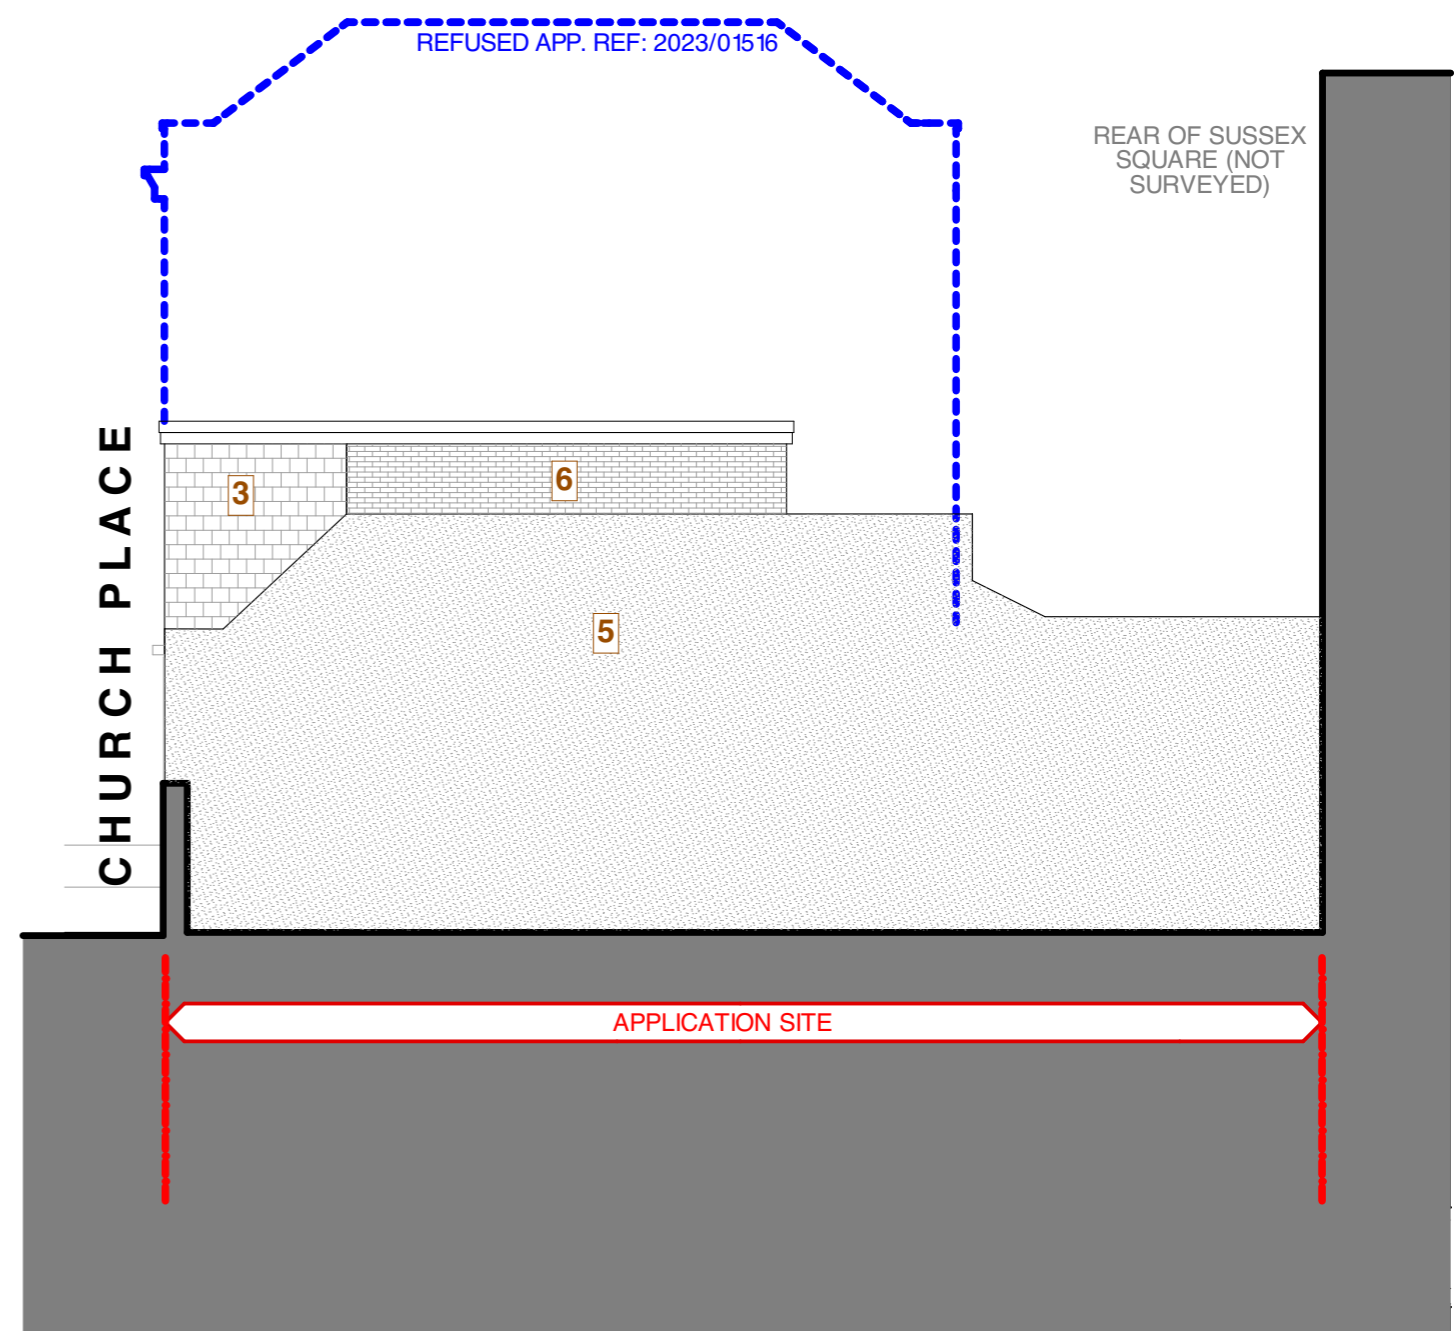 REFUSED APP. REF: 2023/01516
REAR OF SUSSEX
SQUARE (NOT
SURVEYED)
CHURCH PLACE
3
6
5
APPLICATION SITE